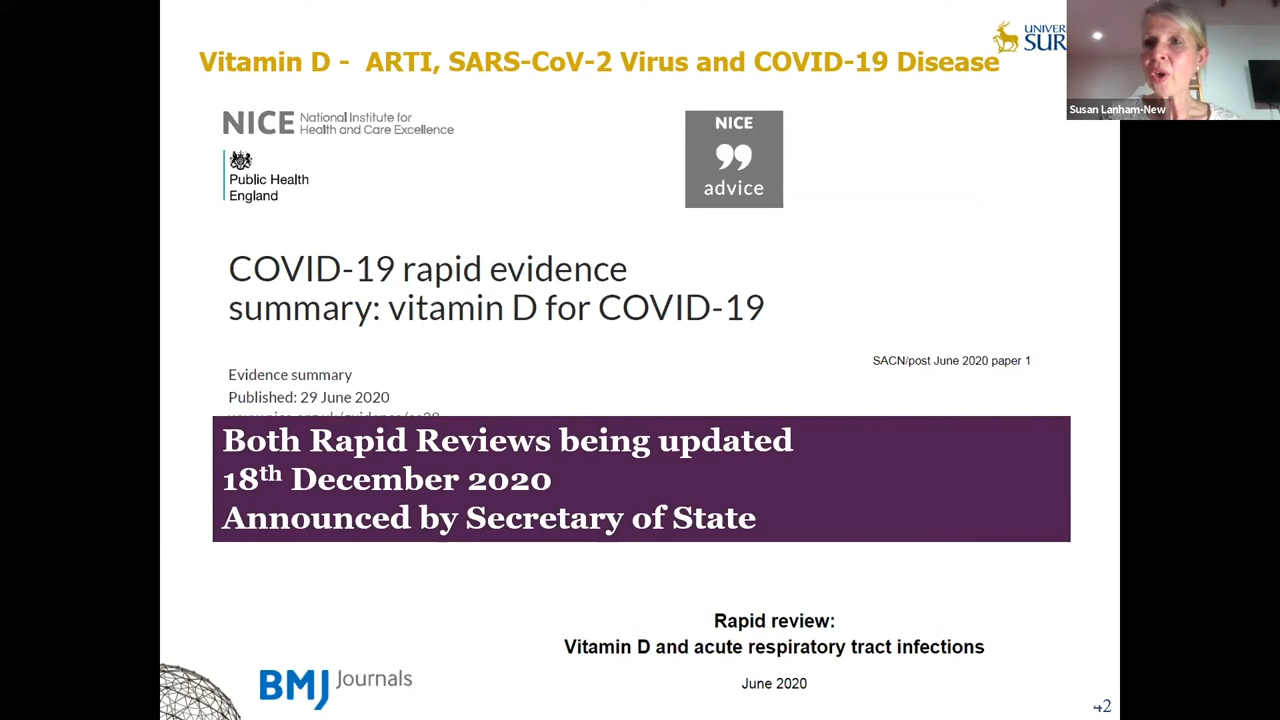 Vitamin D - ARTI, SARS-CoV-2 Virus and COVID-19 Disease
UNIVER
SUR
Susan Lanham-New
NICE National Institute for
Health and Care Excellence
Public Health
England
NICE
advice
COVID-19 rapid evidence
summary: vitamin D for COVID-19
SACN/post June 2020 paper 1
Evidence summary
Published: 29 June 2020
Both Rapid Reviews being updated
18th December 2020
Announced by Secretary of State
Rapid review:
Vitamin D and acute respiratory tract infections
June 2020
BMJ Journals
42